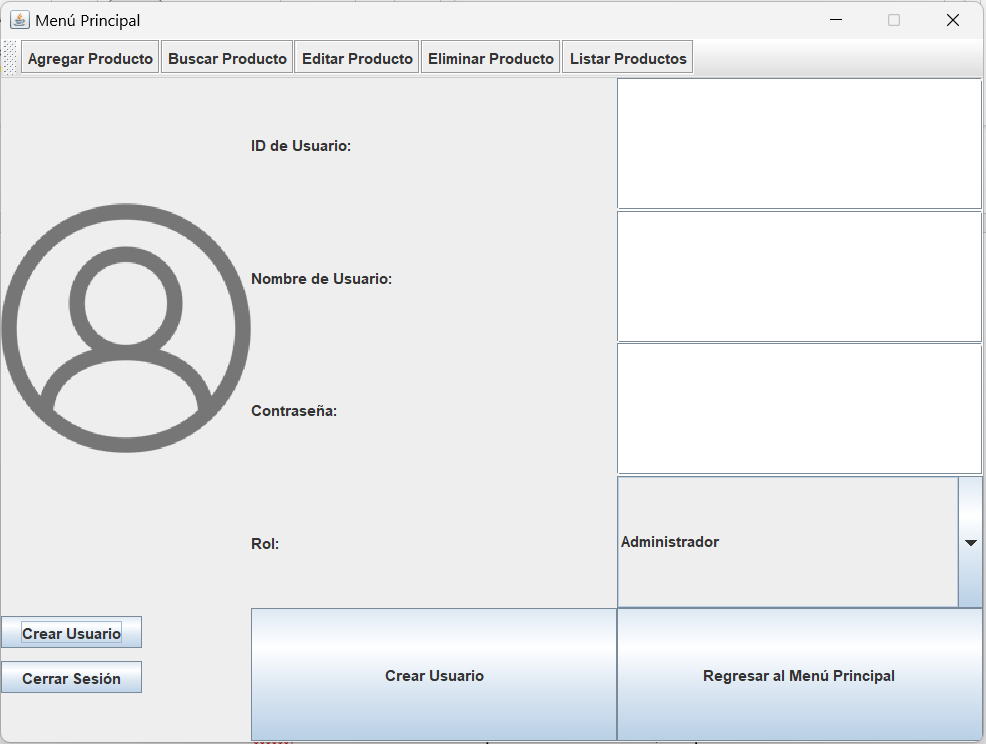 Menú Principal
Agregar Producto Buscar Producto Editar Producto Eliminar Producto Listar Productos
ID de Usuario:
Nombre de Usuario:
Contraseña:
Rol:
Administrador
Crear Usuario
Cerrar Sesión
Crear Usuario
Regresar al Menú Principal